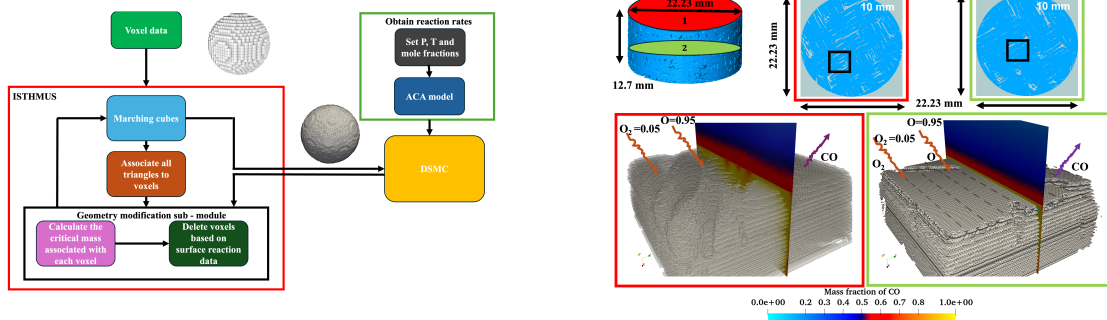 Voxel data
ISTHMUS
Marching cubes
Associate all
triangles to
voxels
Geometry modification sub - module
Calculate the
critical mass
associated with
each voxel
Delete voxels
based on
surface reaction
data
Obtain reaction rates
Set P, T and
mole fractions
ACA model
DSMC
22.23 mm
1
2
12.7 mm
22.23 mm
10 mm
10 mm
22.23 mm
O=0.95
O₂ =0.05
CO
O=0.95
O₂ =0.05
O₂
O
CO
Mass fraction of CO
0.0e+00 0.2 0.3 0.4 0.5 0.6 0.7 0.8 1.0e+00